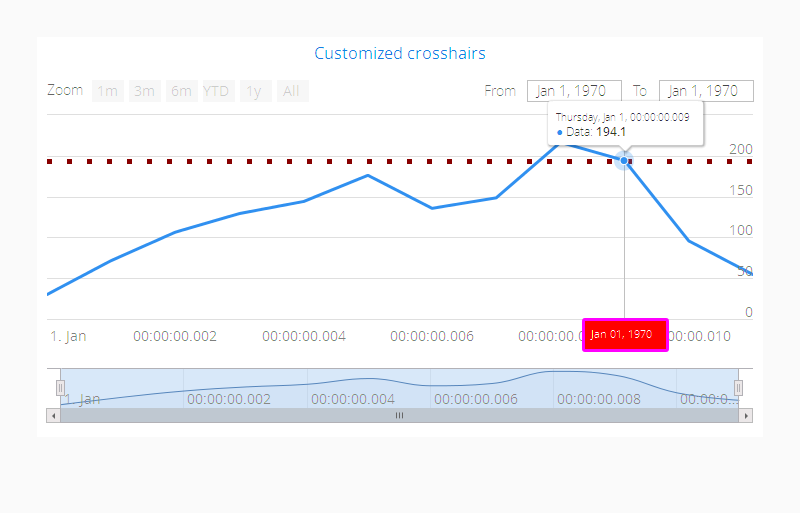 Customized crosshairs
Zoom 1m 3m 6m YTD 1y All From Jan 1, 1970 To Jan 1, 1970
Thursday, Jan 1, 00:00:00.009
● Data: 194.1
200
150
100
50
0
1. Jan 00:00:00.002 00:00:00.004 00:00:00.006 00:00:00.0 Jan 01, 1970 00:00.010
1. Jan 00:00:00.002 00:00:00.004 00:00:00.006 00:00:00.008 00:00:0...